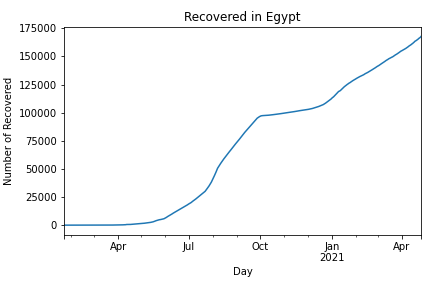 Recovered in Egypt
175000
150000
125000
100000
75000
50000
25000
0
Number of Recovered
Apr
Jul
Oct
Jan
2021
Apr
Day